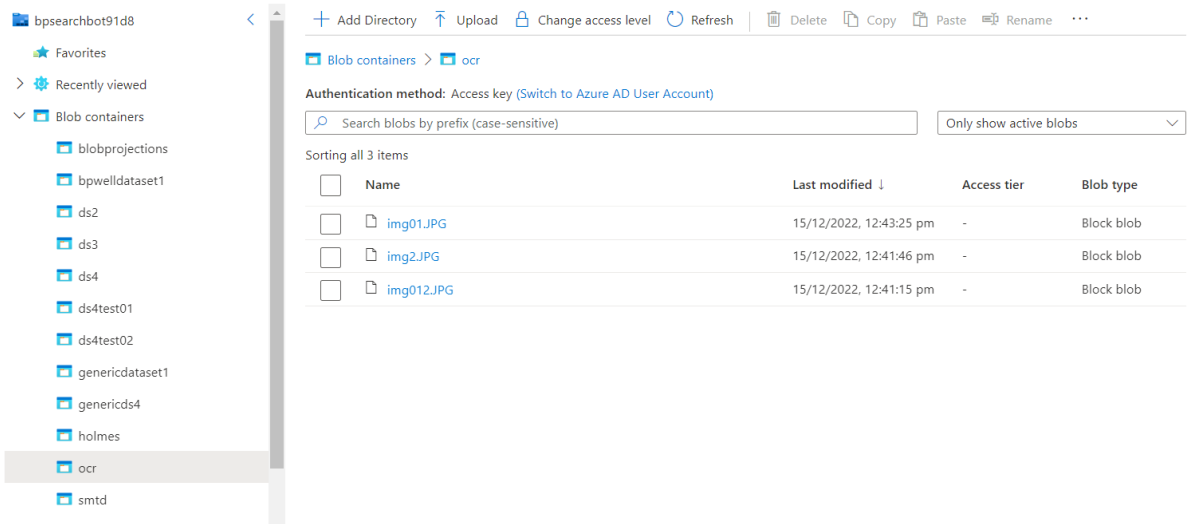 bpsearchbot91d8
Favorites
Recently viewed
Blob containers
blobprojections
bpwelldataset1
ds2
ds3
ds4
ds4test01
ds4test02
genericdataset1
genericds4
holmes
ocr
smtd
Add Directory Upload Change access level Refresh Delete Copy Paste Rename ...
Blob containers > ocr
Authentication method: Access key (Switch to Azure AD User Account)
Search blobs by prefix (case-sensitive) Only show active blobs
Sorting all 3 items
Name Last modified ↓ Access tier Blob type
img01.JPG 15/12/2022, 12:43:25 pm - Block blob
img2.JPG 15/12/2022, 12:41:46 pm - Block blob
img012.JPG 15/12/2022, 12:41:15 pm - Block blob